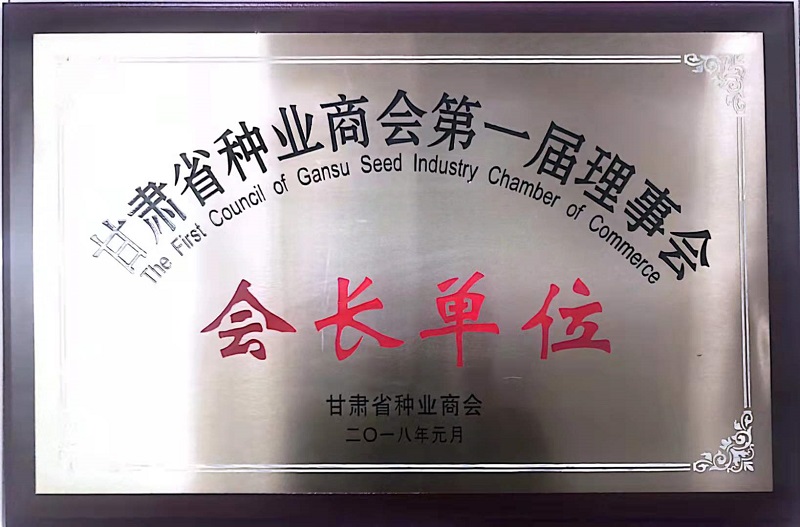 甘肃省种业商会第一届理事会
The First Council of Gansu Seed Industry Chamber of Commerce
会长单位
甘肃省种业商会
二〇一八年元月